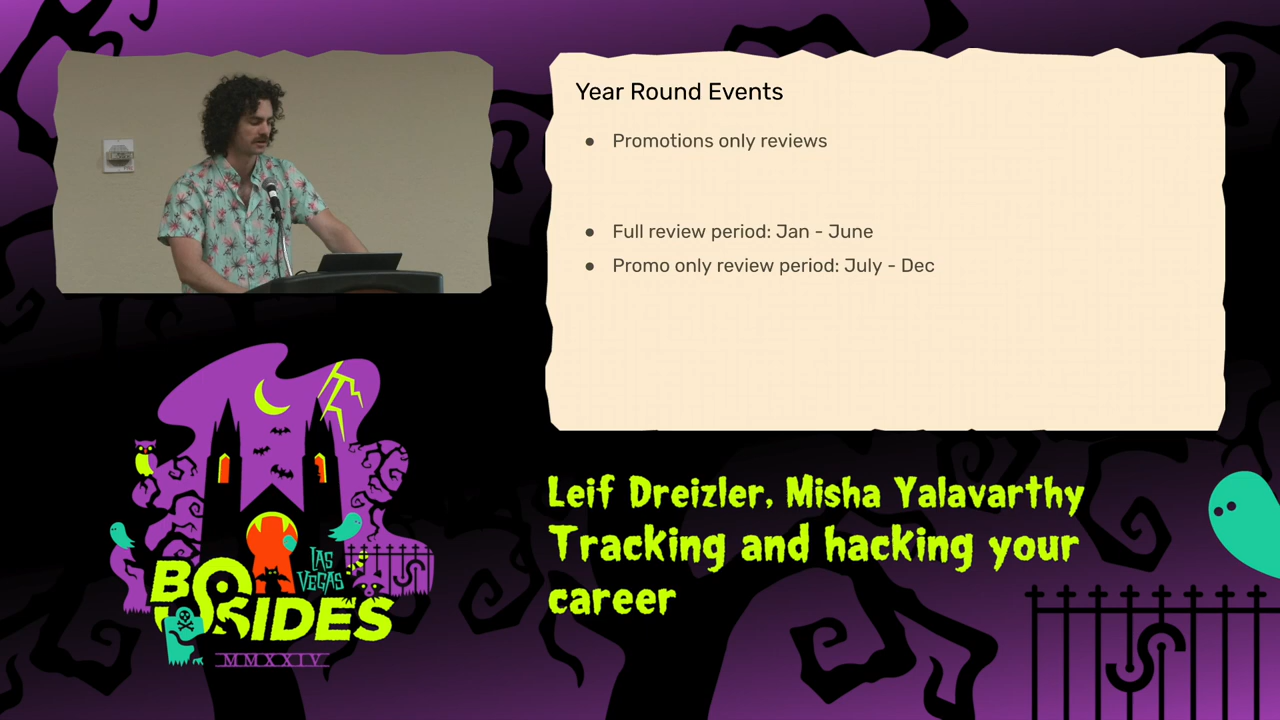 Year Round Events
● Promotions only reviews
● Full review period: Jan - June
● Promo only review period: July - Dec
Leif Dreizler, Misha Yalavarthy
Tracking and hacking your
career
LAS
VEGAS
BSIDES
MMXXIV